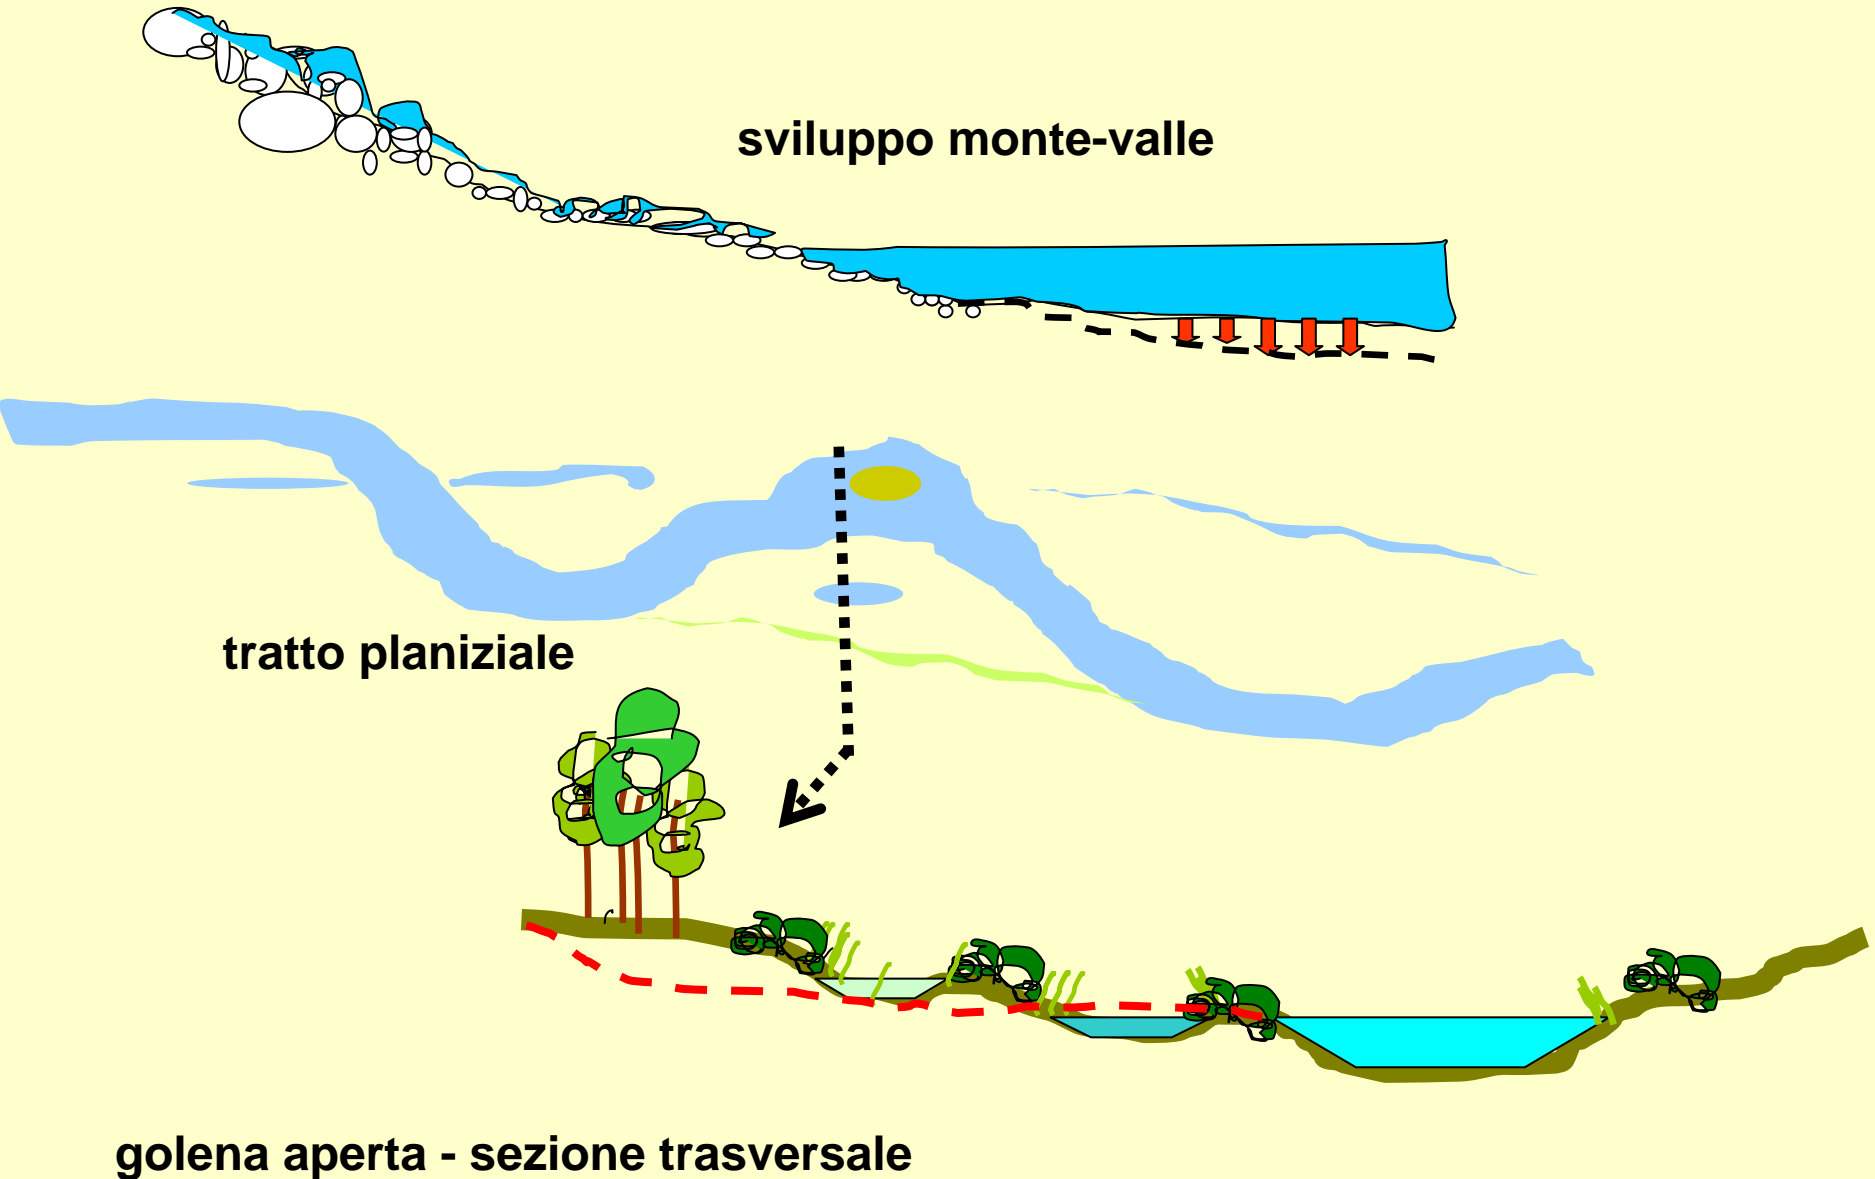 sviluppo monte-valle
tratto planiziale
golena aperta - sezione trasversale